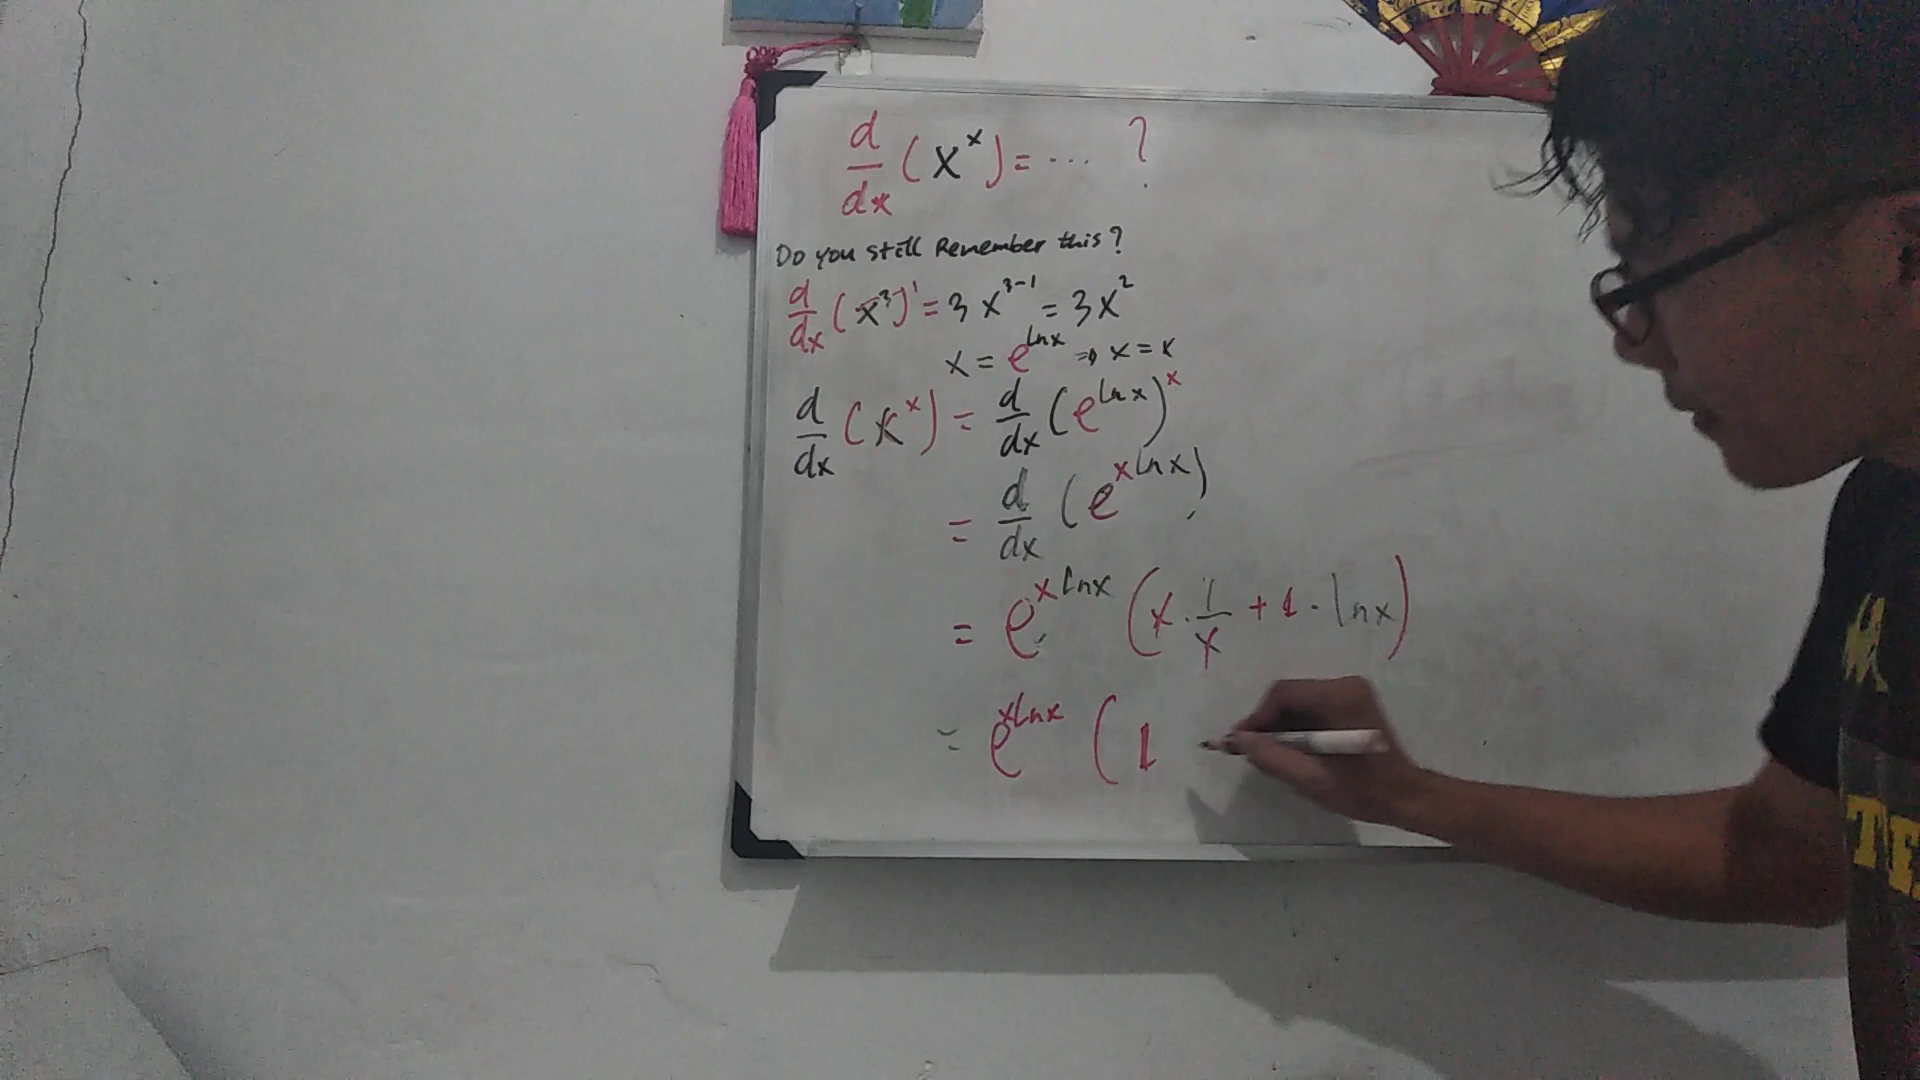 d/dx (x^x) = ... ?
Do you still Remember this?
d/dx (x³)' = 3x^(3-1) = 3x²
x = e^(ln x) ⇒ x = x
d/dx (x^x) = d/dx (e^(ln x))^x
= d/dx (e^(x ln x))
= e^(x ln x) (x · 1/x + 1 · ln x)
= e^(x ln x) (1